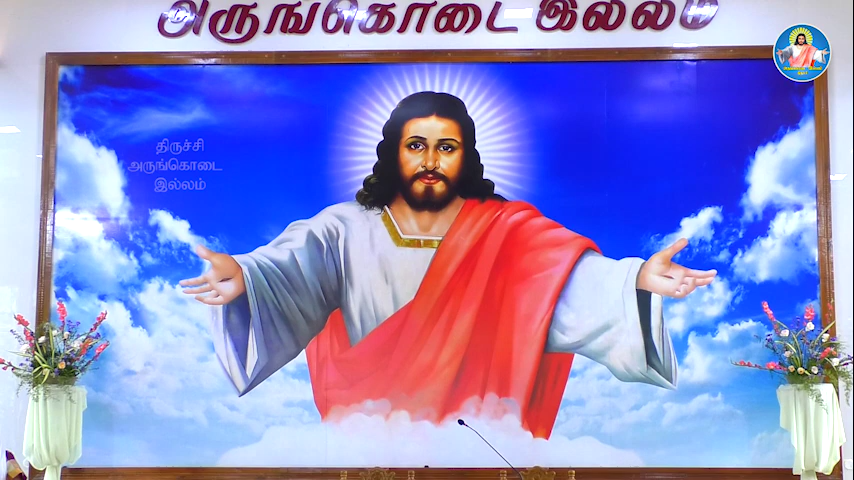 அருங்கொடை இல்லம்
திருச்சி
அருங்கொடை
இல்லம்